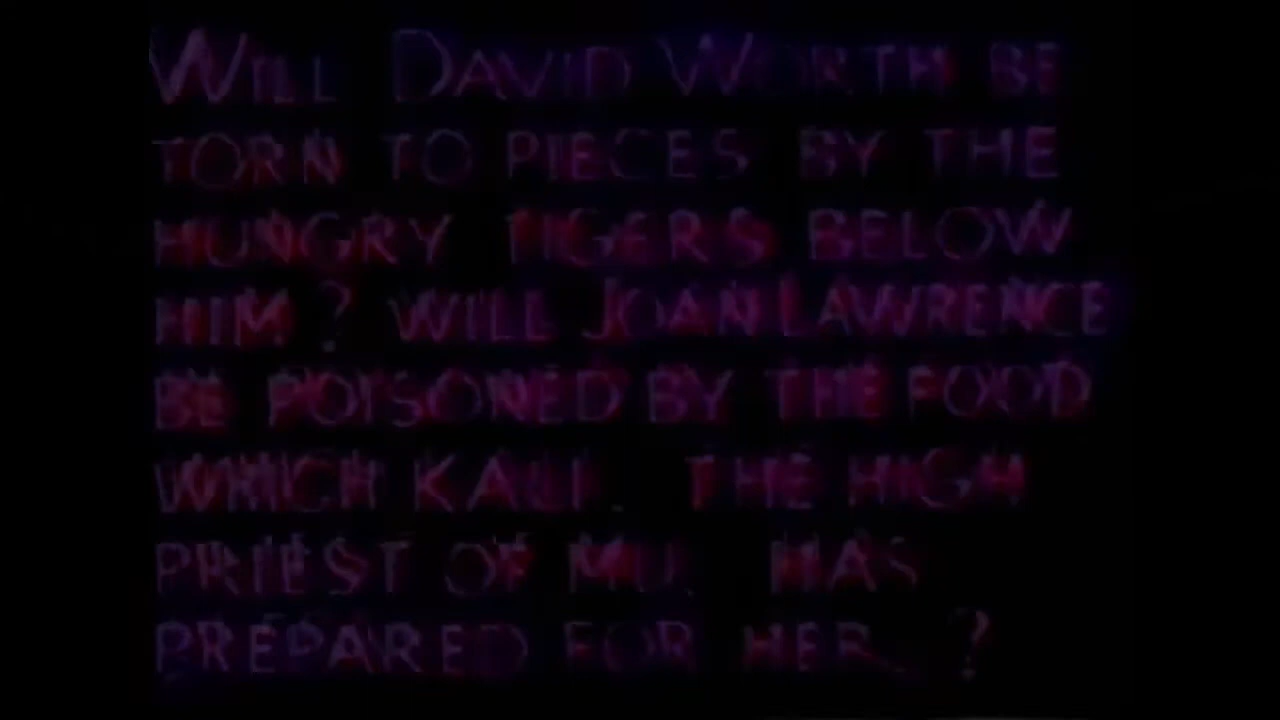 WILL DAVID WORTH BE
TORN TO PIECES BY THE
HUNGRY TIGERS BELOW
HIM? WILL JOAN LAWRENCE
BE POISONED BY THE FOOD
WHICH KALI, THE HIGH
PRIEST OF MU, HAS
PREPARED FOR HER ?